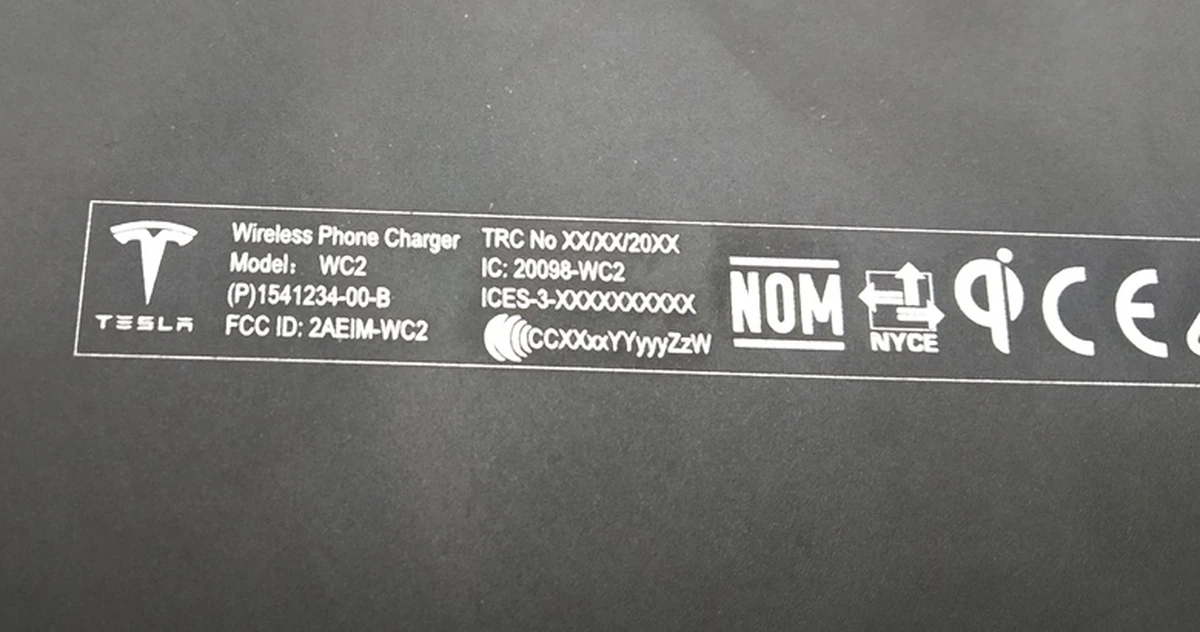 TESLA
Wireless Phone Charger
Model: WC2
(P)1541234-00-B
FCC ID: 2AEIM-WC2
TRC No XX/XX/20XX
IC: 20098-WC2
ICES-3-XXXXXXXXXX
CCXXxxYYyyyZzW
NOM
NYCE
qi
CE